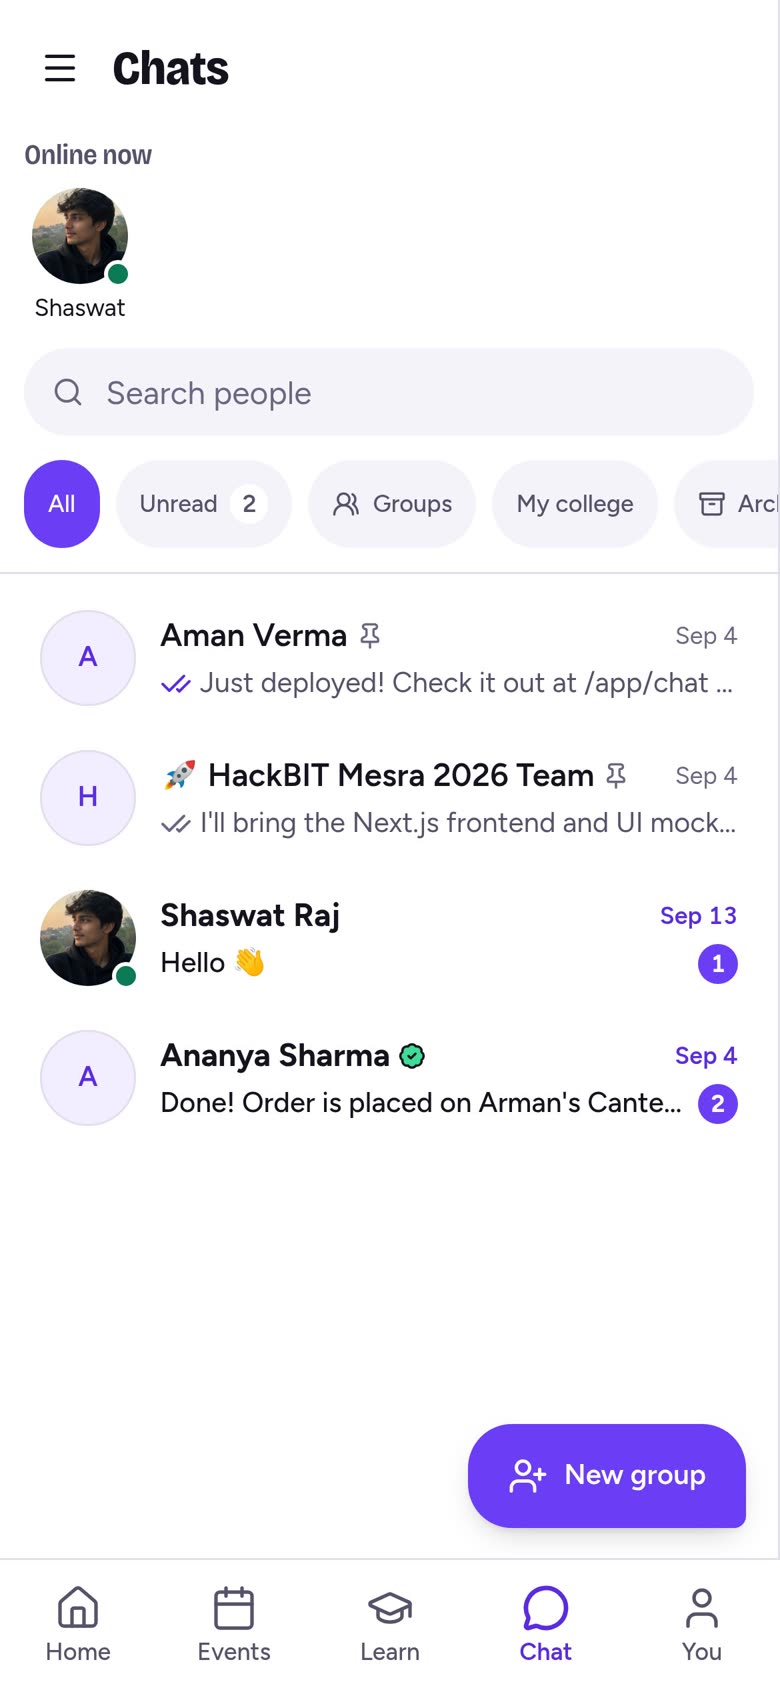 Chats
Online now
Shaswat
Search people
All
Unread 2
Groups
My college
Arc
A
Aman Verma
Sep 4
Just deployed! Check it out at /app/chat ...
H
🚀 HackBIT Mesra 2026 Team
Sep 4
I'll bring the Next.js frontend and UI mock...
Shaswat Raj
Sep 13
Hello 👋
1
A
Ananya Sharma
Sep 4
Done! Order is placed on Arman's Cante...
2
New group
Home
Events
Learn
Chat
You